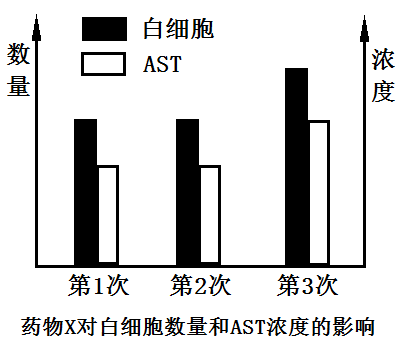 白细胞
AST
数量
浓度
第1次 第2次 第3次
药物X对白细胞数量和AST浓度的影响